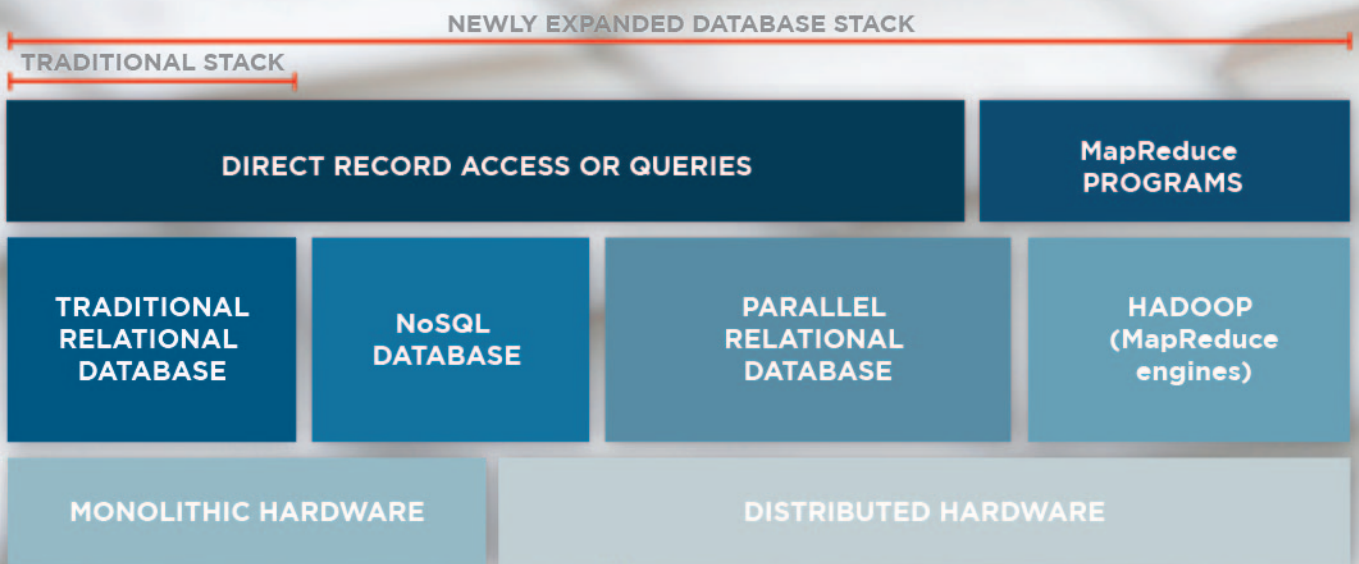 NEWLY EXPANDED DATABASE STACK
TRADITIONAL STACK
DIRECT RECORD ACCESS OR QUERIES
MapReduce
PROGRAMS
TRADITIONAL
RELATIONAL
DATABASE
NoSQL
DATABASE
PARALLEL
RELATIONAL
DATABASE
HADOOP
(MapReduce
engines)
MONOLITHIC HARDWARE
DISTRIBUTED HARDWARE